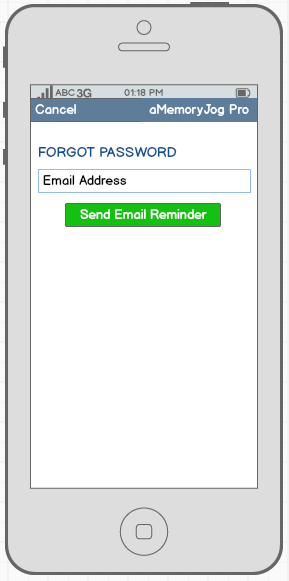 ABC 3G 01:18 PM
Cancel aMemoryJog Pro
FORGOT PASSWORD
Email Address
Send Email Reminder